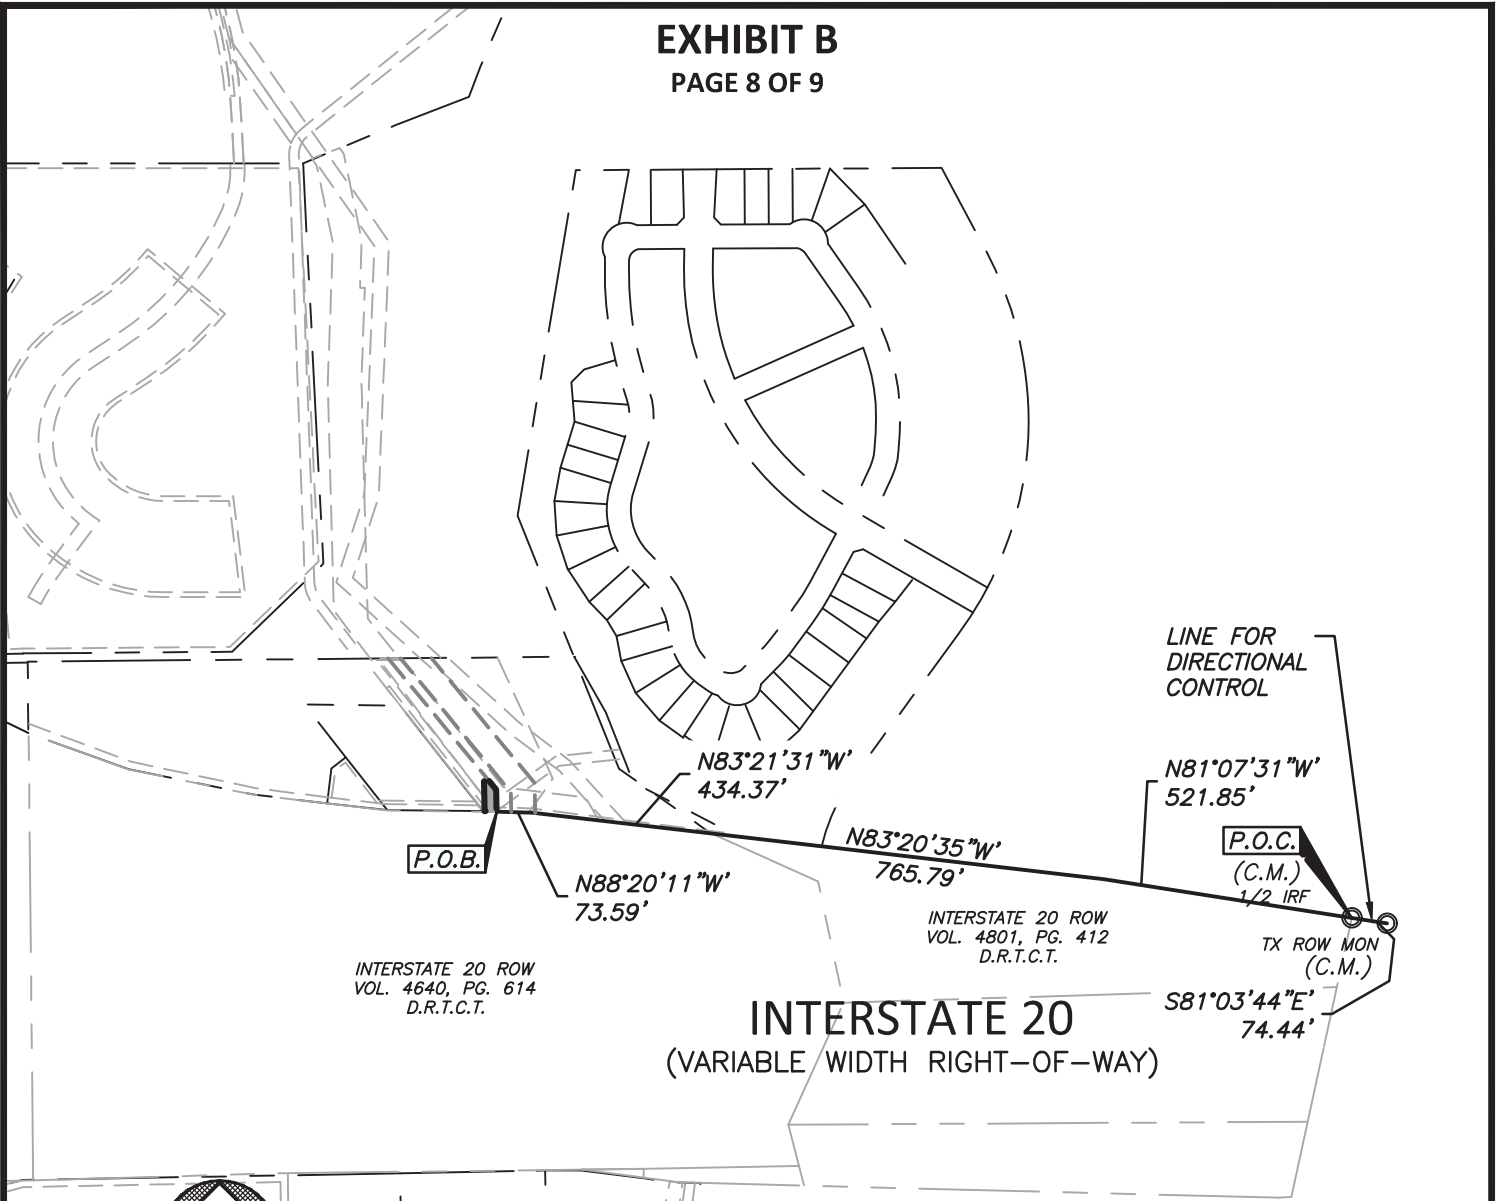 EXHIBIT B
PAGE 8 OF 9
LINE FOR
DIRECTIONAL
CONTROL
N83°21'31"W'
434.37'
N81°07'31"W'
521.85'
P.O.C.
(C.M.)
1/2 IRF
N83°20'35"W'
765.79'
P.O.B.
N88°20'11"W'
73.59'
INTERSTATE 20 ROW
VOL. 4801, PG. 412
D.R.T.C.T.
TX ROW MON
(C.M.)
INTERSTATE 20 ROW
VOL. 4640, PG. 614
D.R.T.C.T.
S81°03'44"E'
74.44'
INTERSTATE 20
(VARIABLE WIDTH RIGHT-OF-WAY)